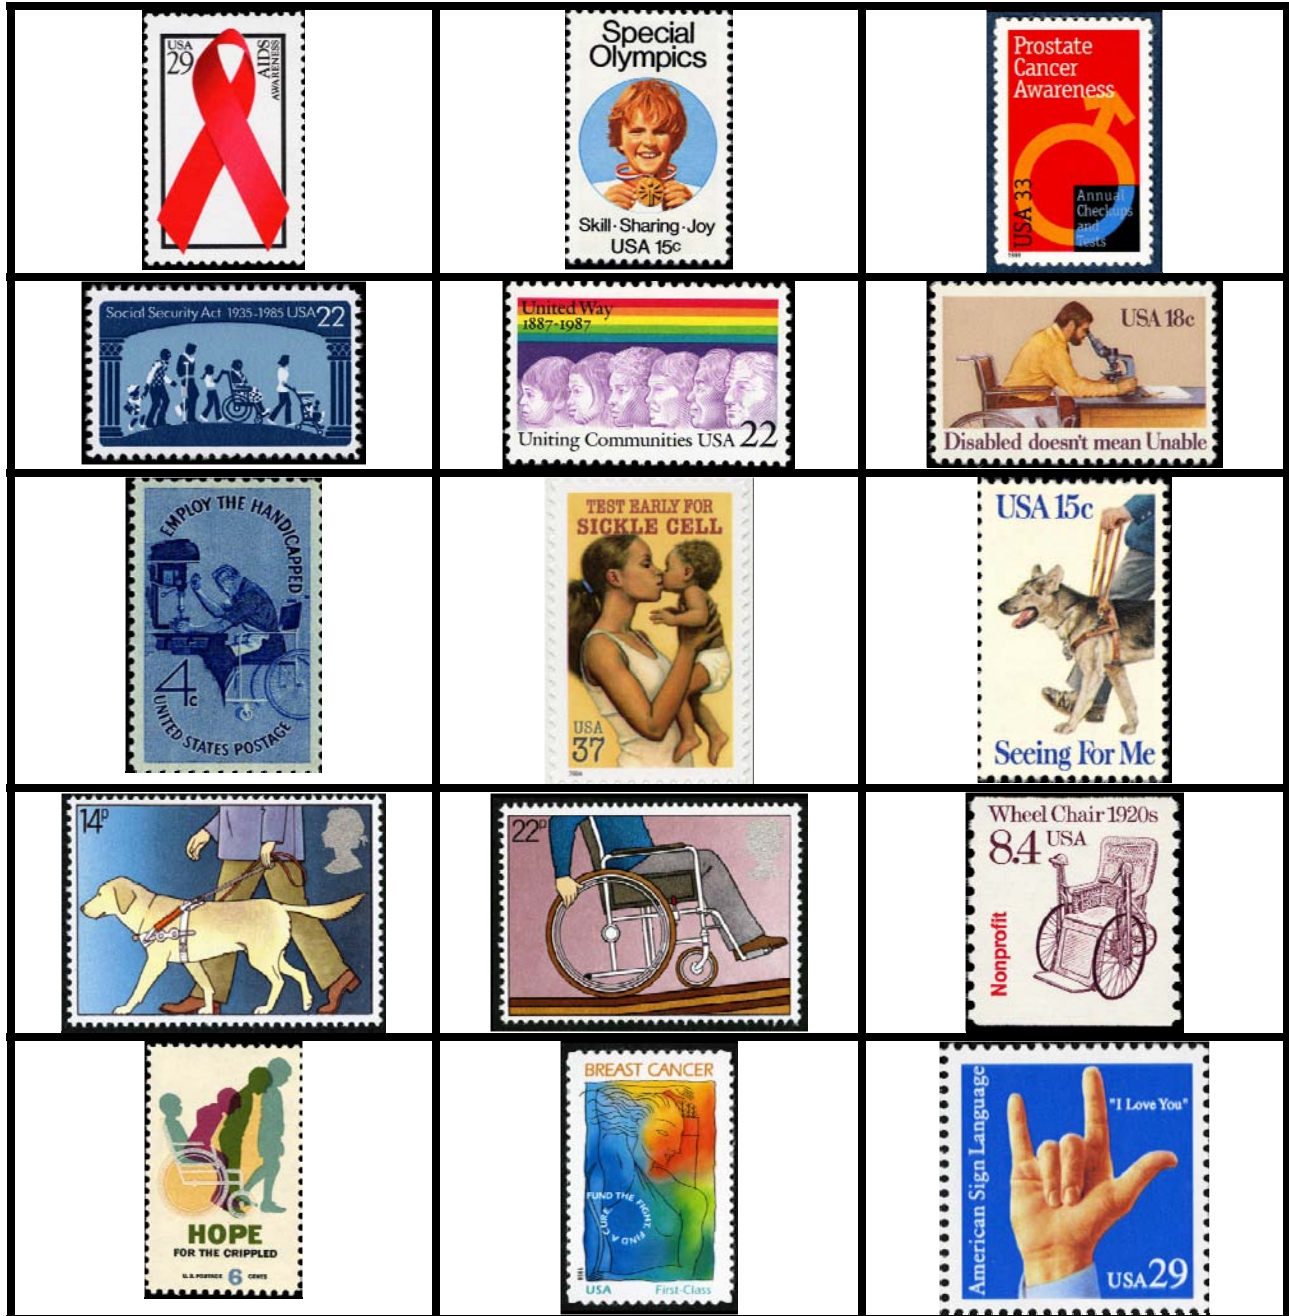 USA
29
AIDS
AWARENESS
Special
Olympics
Skill · Sharing · Joy
USA 15c
Prostate
Cancer
Awareness
USA 33
Annual
Checkups
and
Tests
1999
Social Security Act 1935-1985 USA 22
United Way
1887-1987
Uniting Communities USA 22
USA 18c
Disabled doesn't mean Unable
EMPLOY THE HANDICAPPED
4c
UNITED STATES POSTAGE
TEST EARLY FOR
SICKLE CELL
USA
37
2004
USA 15c
Seeing For Me
14P
22P
Wheel Chair 1920s
8.4 USA
Nonprofit
HOPE
FOR THE CRIPPLED
U.S. POSTAGE 6 CENTS
BREAST CANCER
FUND THE FIGHT. FIND A CURE.
1998
USA First-Class
American Sign Language
"I Love You"
USA 29